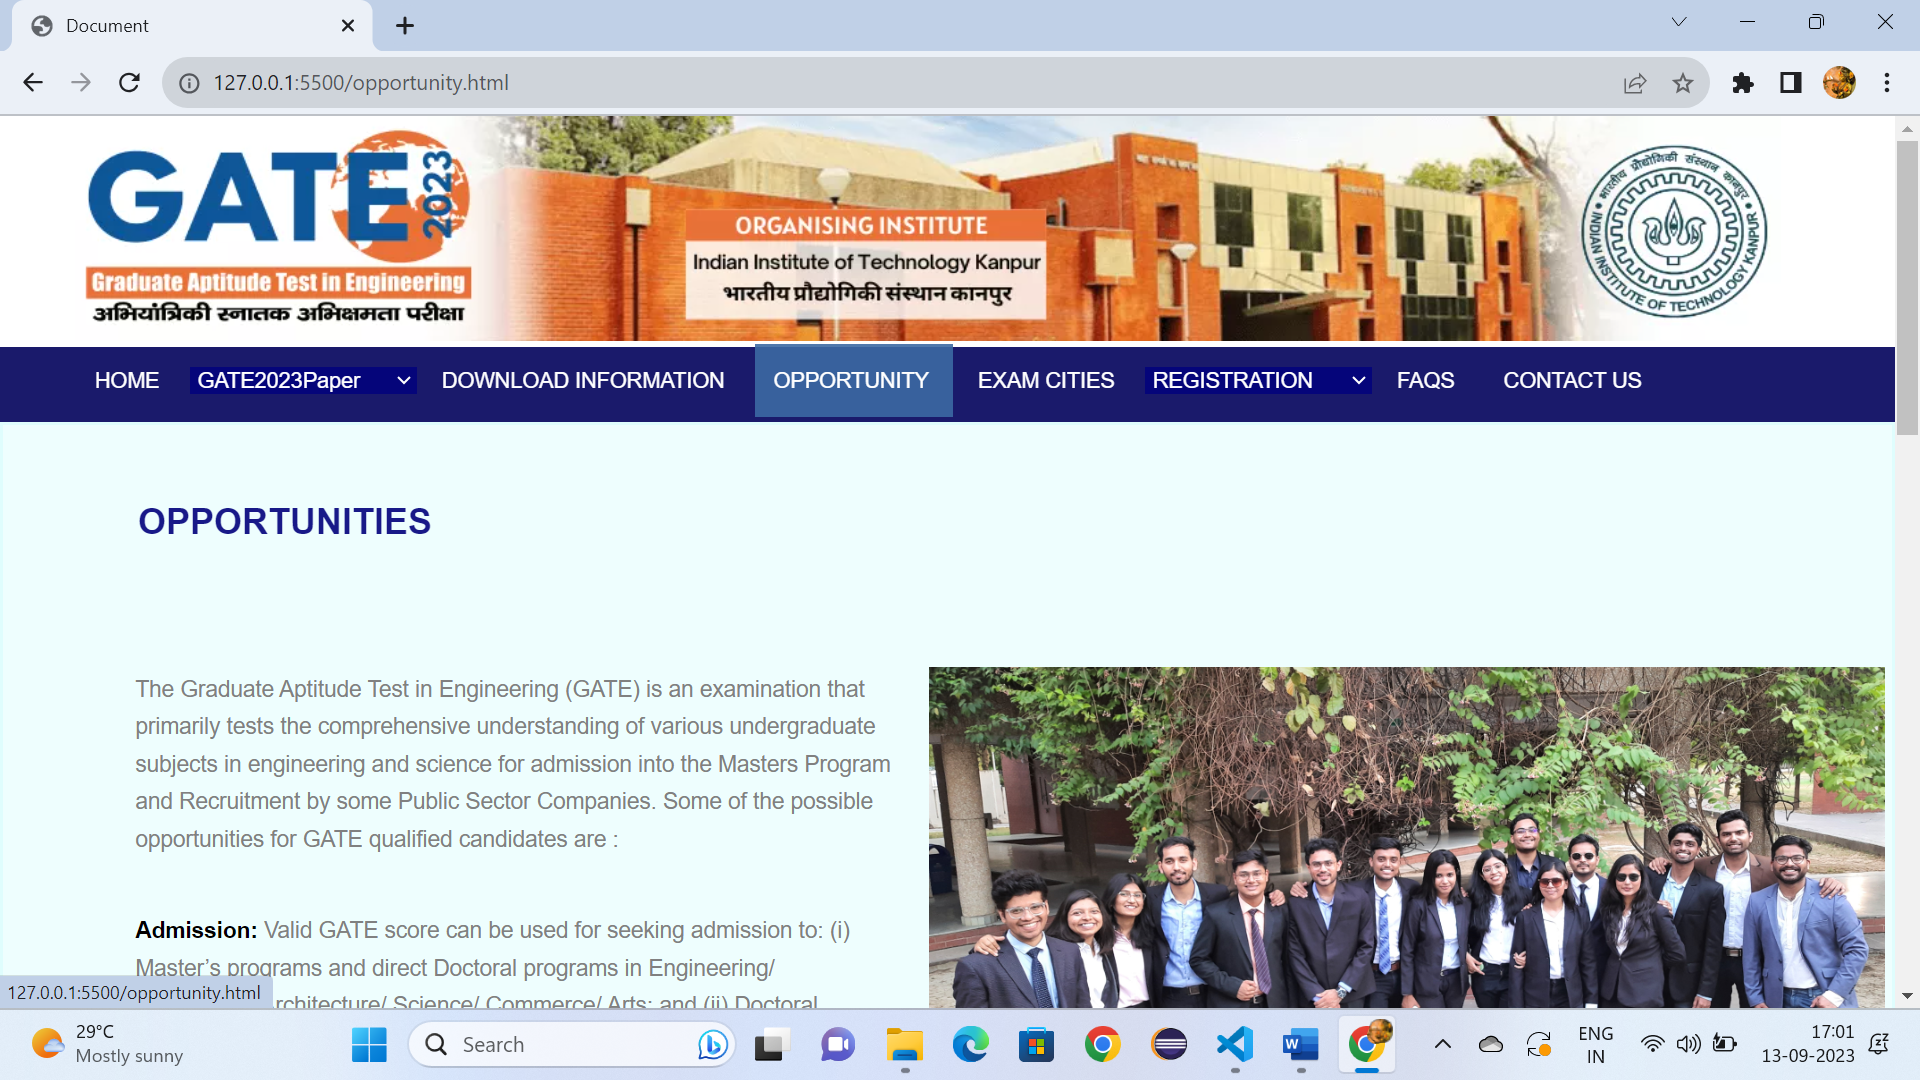 Document
127.0.0.1:5500/opportunity.html
GATE 2023
Graduate Aptitude Test in Engineering
अभियांत्रिकी स्नातक अभिक्षमता परीक्षा
ORGANISING INSTITUTE
Indian Institute of Technology Kanpur
भारतीय प्रौद्योगिकी संस्थान कानपुर
भारतीय प्रौद्योगिकी संस्थान कानपुर
INDIAN INSTITUTE OF TECHNOLOGY KANPUR
HOME GATE2023Paper DOWNLOAD INFORMATION OPPORTUNITY EXAM CITIES REGISTRATION FAQS CONTACT US
OPPORTUNITIES
The Graduate Aptitude Test in Engineering (GATE) is an examination that
primarily tests the comprehensive understanding of various undergraduate
subjects in engineering and science for admission into the Masters Program
and Recruitment by some Public Sector Companies. Some of the possible
opportunities for GATE qualified candidates are :
Admission: Valid GATE score can be used for seeking admission to: (i)
Master’s programs and direct Doctoral programs in Engineering/
rchitecture/ Science/ Commerce/ Arts; and (ii) Doctoral
127.0.0.1:5500/opportunity.html
29°C
Mostly sunny
Search
ENG
IN
17:01
13-09-2023